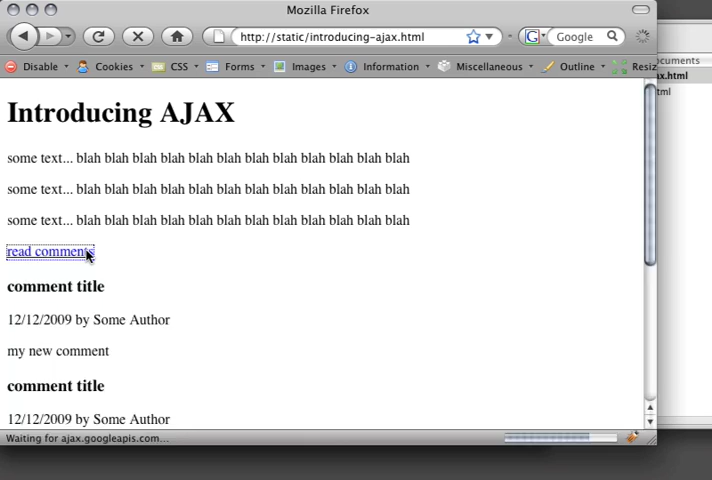 Mozilla Firefox
http://static/introducing-ajax.html
Google
Disable Cookies CSS Forms Images Information Miscellaneous Outline Resiz
ocuments
ax.html
tml
Introducing AJAX
some text... blah blah blah blah blah blah blah blah blah blah blah blah
some text... blah blah blah blah blah blah blah blah blah blah blah blah
some text... blah blah blah blah blah blah blah blah blah blah blah blah
read comments
comment title
12/12/2009 by Some Author
my new comment
comment title
12/12/2009 by Some Author
Waiting for ajax.googleapis.com...